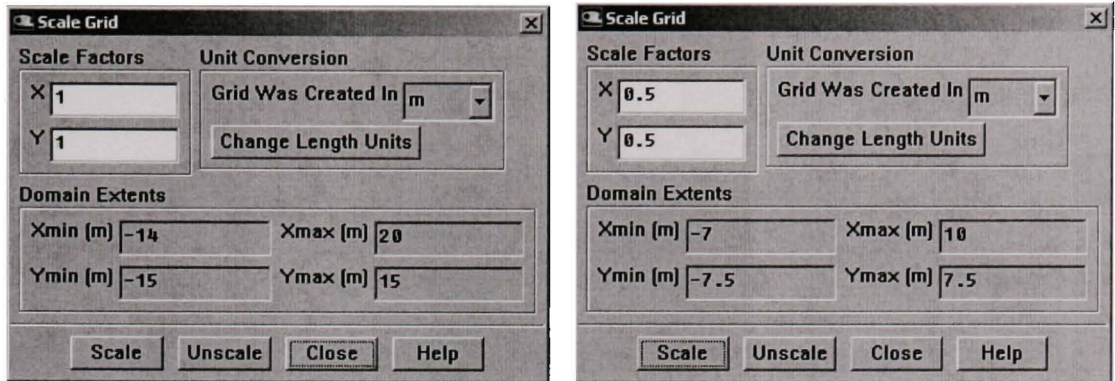 Scale Grid
Scale Factors Unit Conversion
X 1 Grid Was Created In m
Y 1 Change Length Units
Domain Extents
Xmin (m) -14 Xmax (m) 20
Ymin (m) -15 Ymax (m) 15
Scale Unscale Close Help
Scale Grid
Scale Factors Unit Conversion
X 0.5 Grid Was Created In m
Y 0.5 Change Length Units
Domain Extents
Xmin (m) -7 Xmax (m) 10
Ymin (m) -7.5 Ymax (m) 7.5
Scale Unscale Close Help